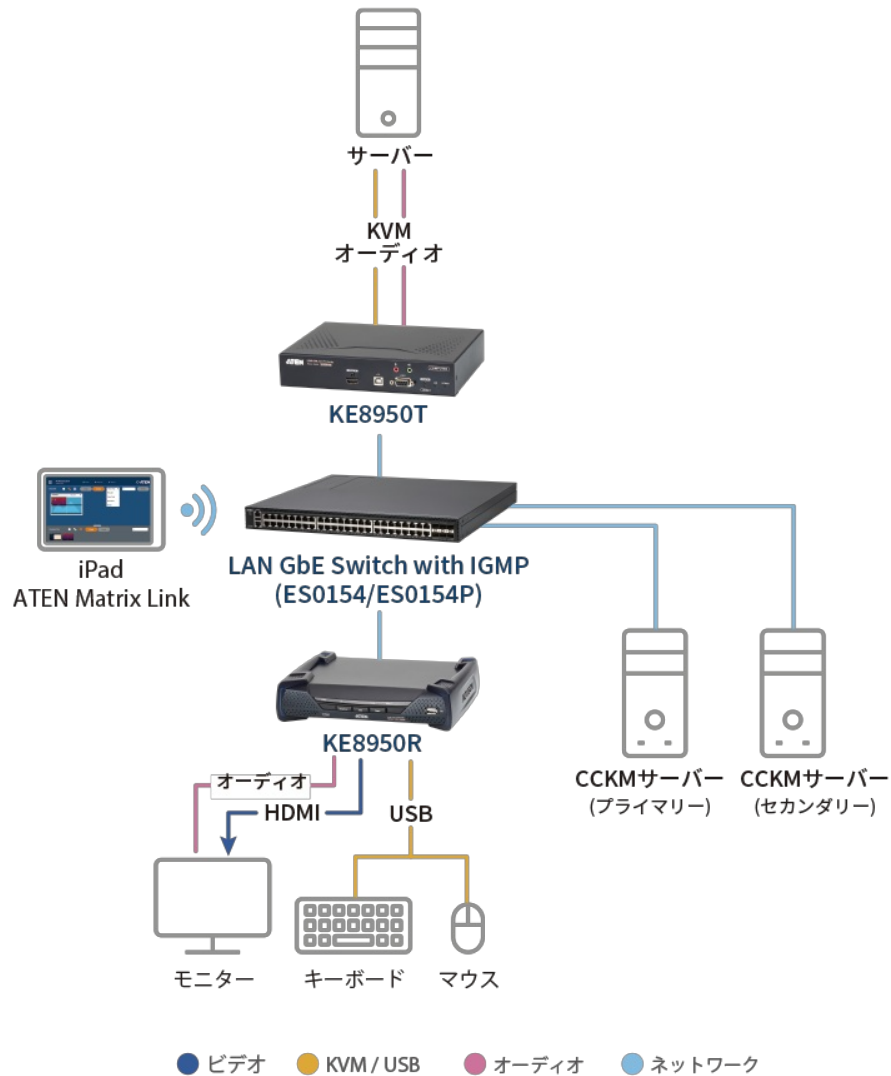 サーバー
KVM
オーディオ
ATEN
KE8950T
iPad
ATEN Matrix Link
LAN GbE Switch with IGMP
(ES0154/ES0154P)
KE8950R
オーディオ
HDMI
USB
モニター
キーボード
マウス
CCKMサーバー
(プライマリー)
CCKMサーバー
(セカンダリー)
ビデオ
KVM / USB
オーディオ
ネットワーク